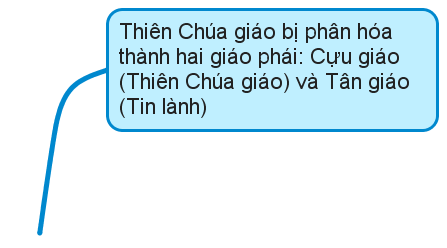 Thiên Chúa giáo bị phân hóa
thành hai giáo phái: Cựu giáo
(Thiên Chúa giáo) và Tân giáo
(Tin lành)